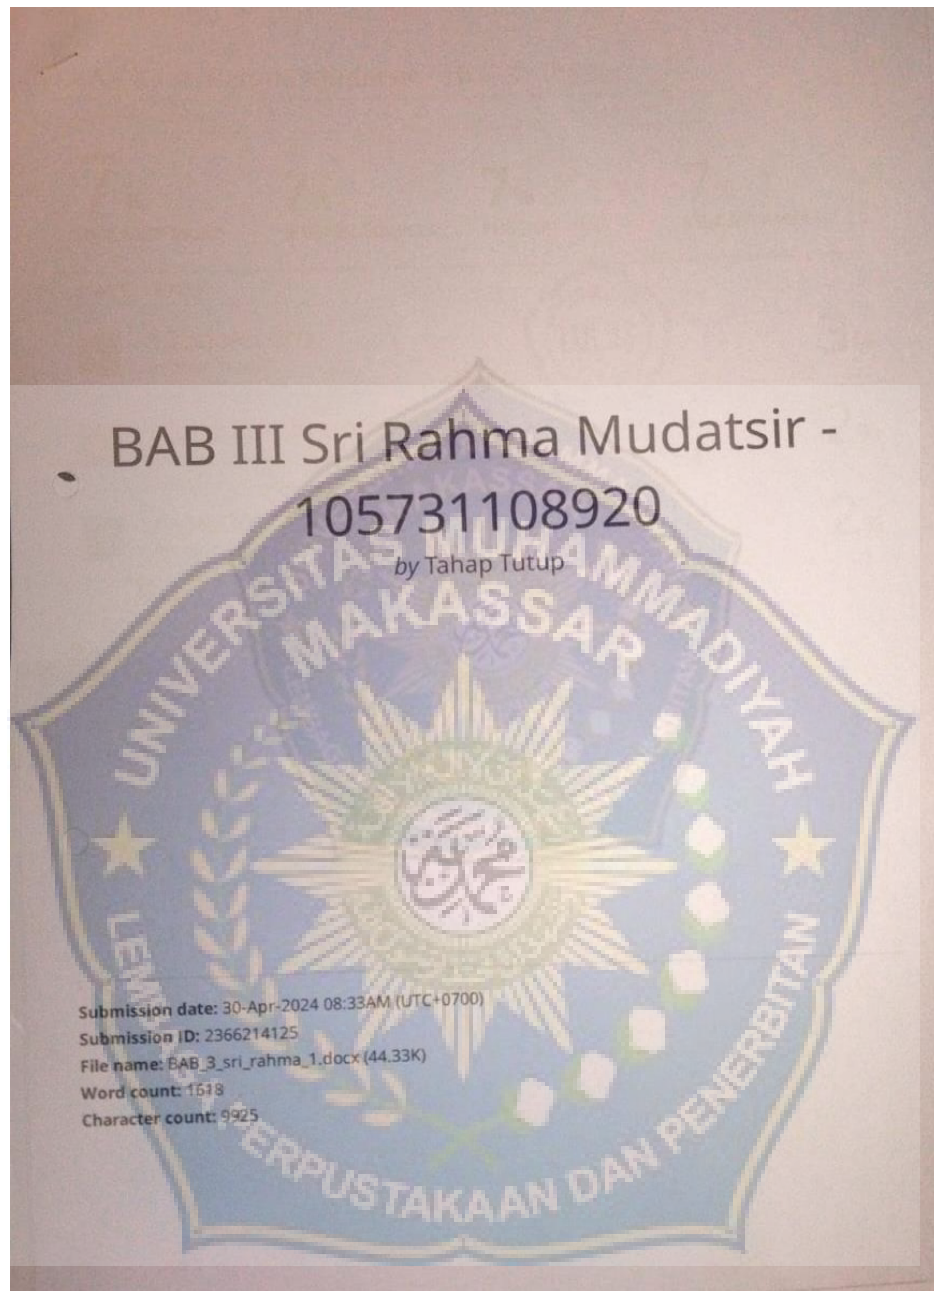 BAB III Sri Rahma Mudatsir -
105731108920
by Tahap Tutup
UNIVERSITAS MUHAMMADIYAH
MAKASSAR
Submission date: 30-Apr-2024 08:33AM (UTC+0700)
Submission ID: 2366214125
File name: BAB_3_sri_rahma_1.docx (44.33K)
Word count: 1618
Character count: 9925
PERPUSTAKAAN DAN PENERBITAN